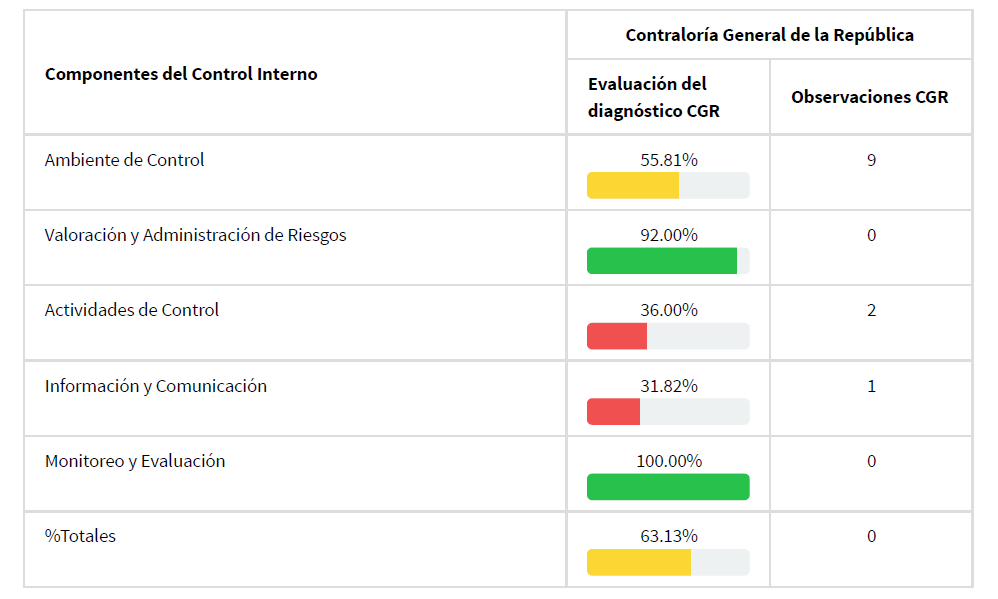 Componentes del Control Interno
Contraloría General de la República
Evaluación del
diagnóstico CGR
Observaciones CGR
Ambiente de Control
55.81%
9
Valoración y Administración de Riesgos
92.00%
0
Actividades de Control
36.00%
2
Información y Comunicación
31.82%
1
Monitoreo y Evaluación
100.00%
0
%Totales
63.13%
0